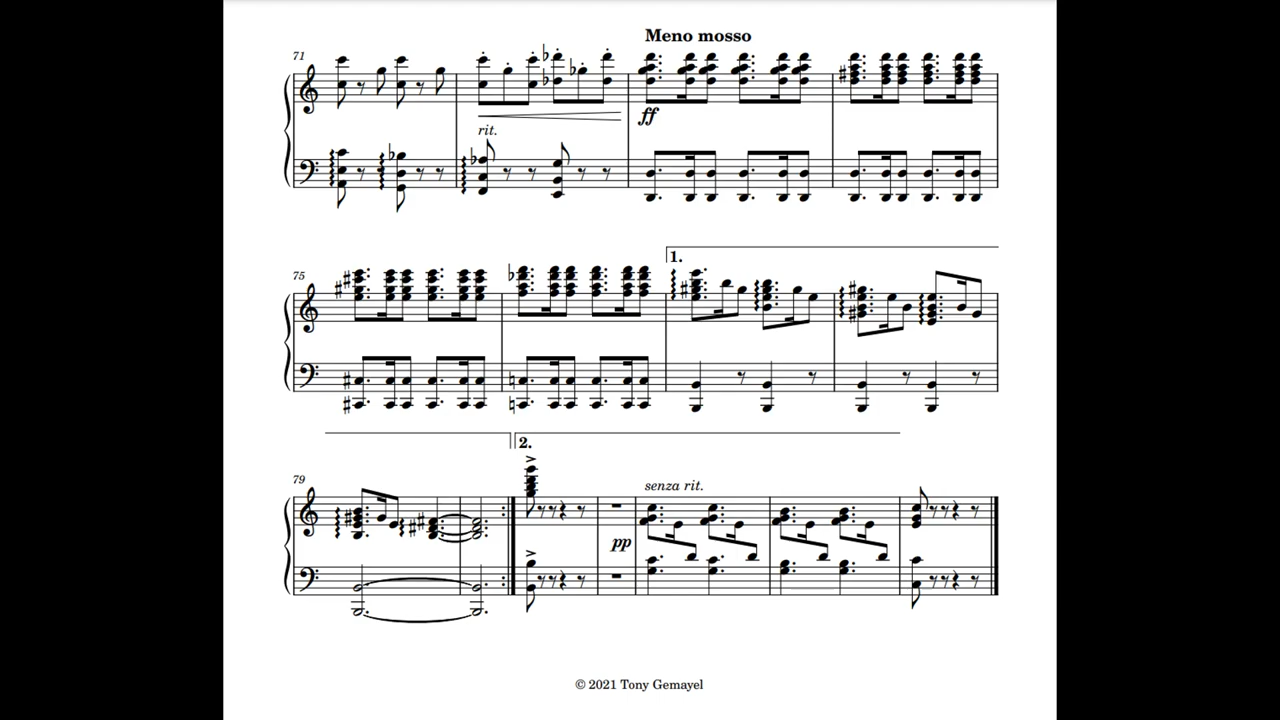 Meno mosso
71
rit.
ff
75
1.
2.
79
senza rit.
pp
© 2021 Tony Gemayel